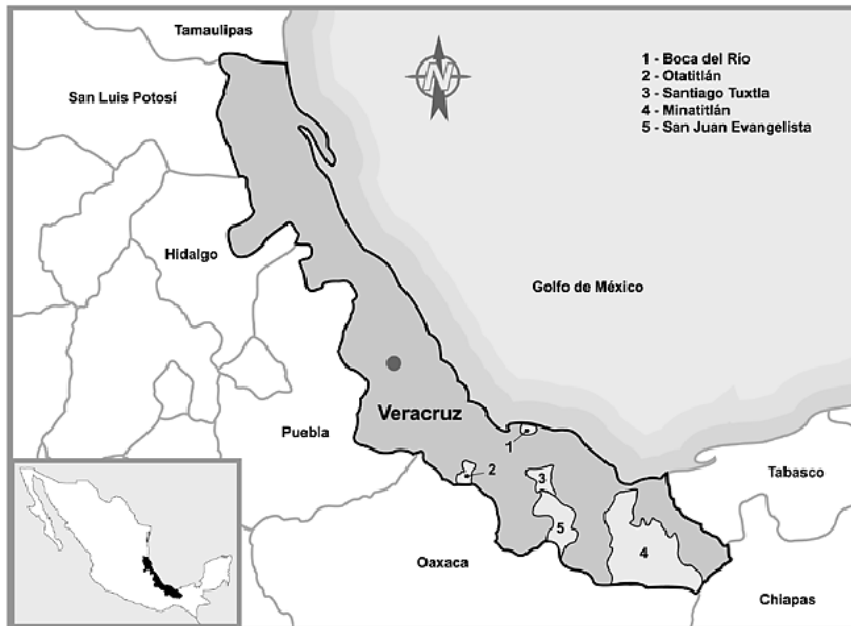 Tamaulipas
San Luis Potosí
N
1 - Boca del Río
2 - Otatitlán
3 - Santiago Tuxtla
4 - Minatitlán
5 - San Juan Evangelista
Hidalgo
Golfo de México
Veracruz
Puebla
1
2
3
Tabasco
5
4
Oaxaca
Chiapas